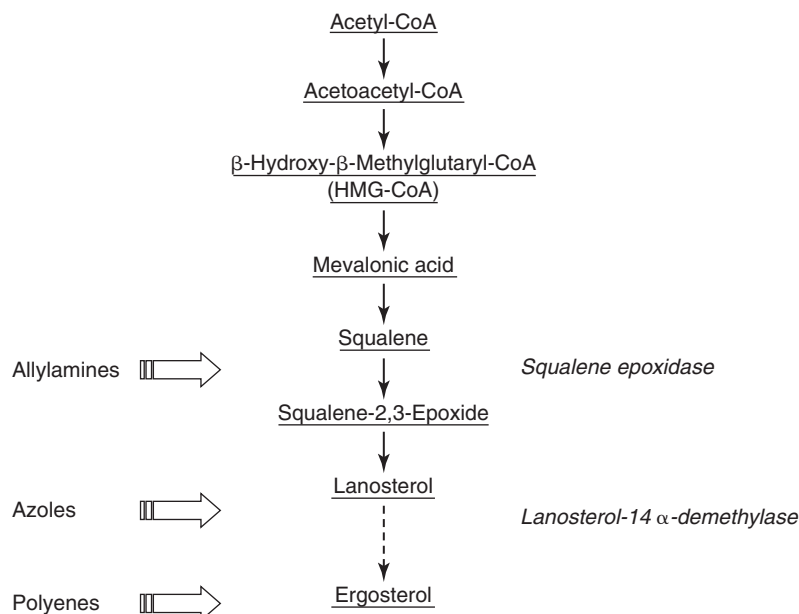 Acetyl-CoA
Acetoacetyl-CoA
β-Hydroxy-β-Methylglutaryl-CoA
(HMG-CoA)
Mevalonic acid
Squalene
Allylamines
Squalene epoxidase
Squalene-2,3-Epoxide
Lanosterol
Azoles
Lanosterol-14 α-demethylase
Polyenes
Ergosterol